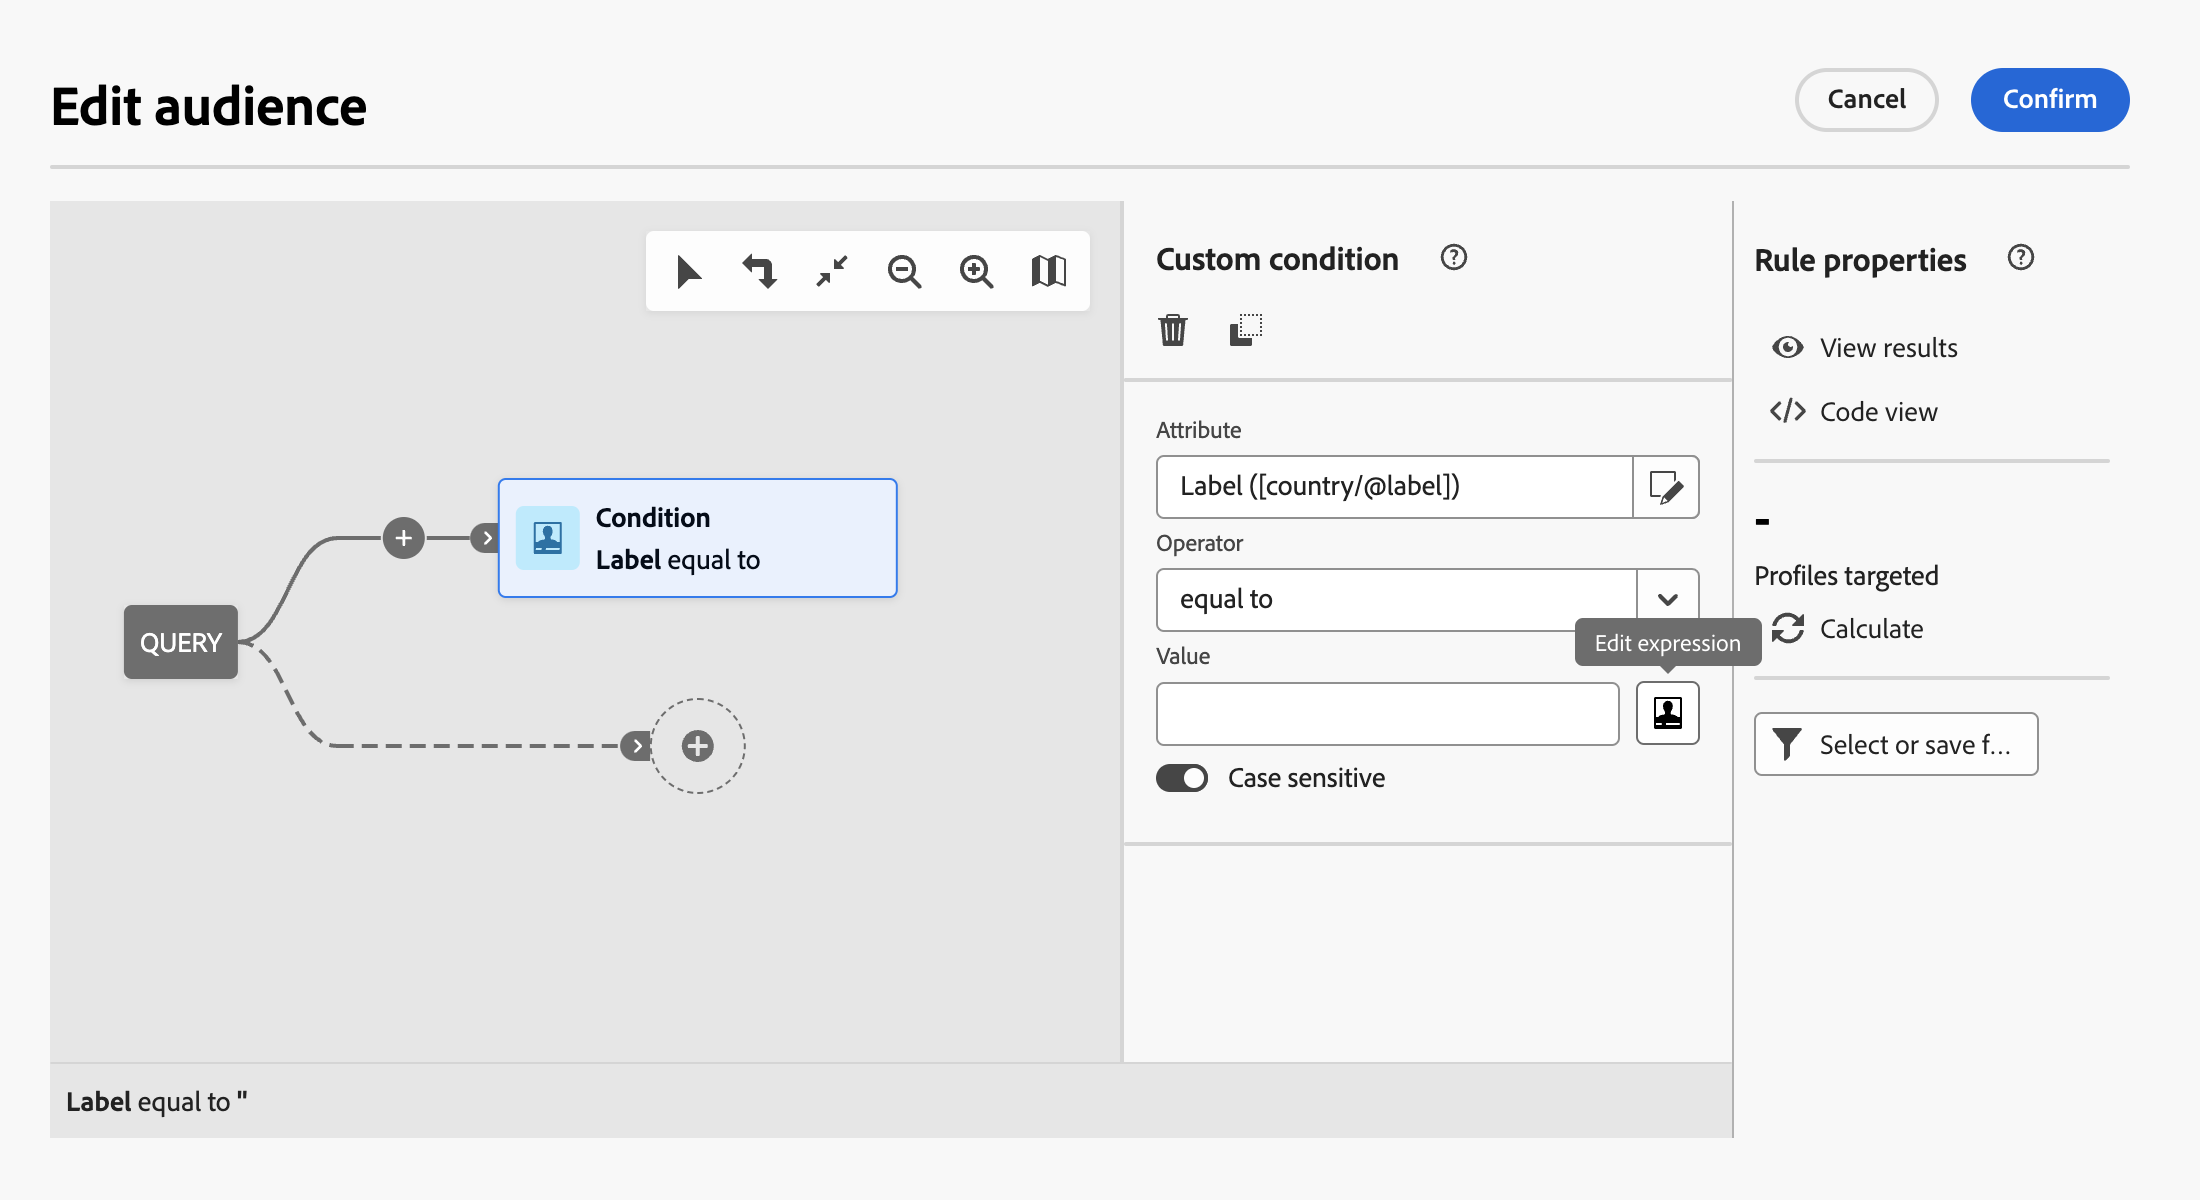 Edit audience
Cancel
Confirm
QUERY
Condition
Label equal to
Label equal to "
Custom condition
Attribute
Label ([country/@label])
Operator
equal to
Edit expression
Value
Case sensitive
Rule properties
View results
Code view
-
Profiles targeted
Calculate
Select or save f...